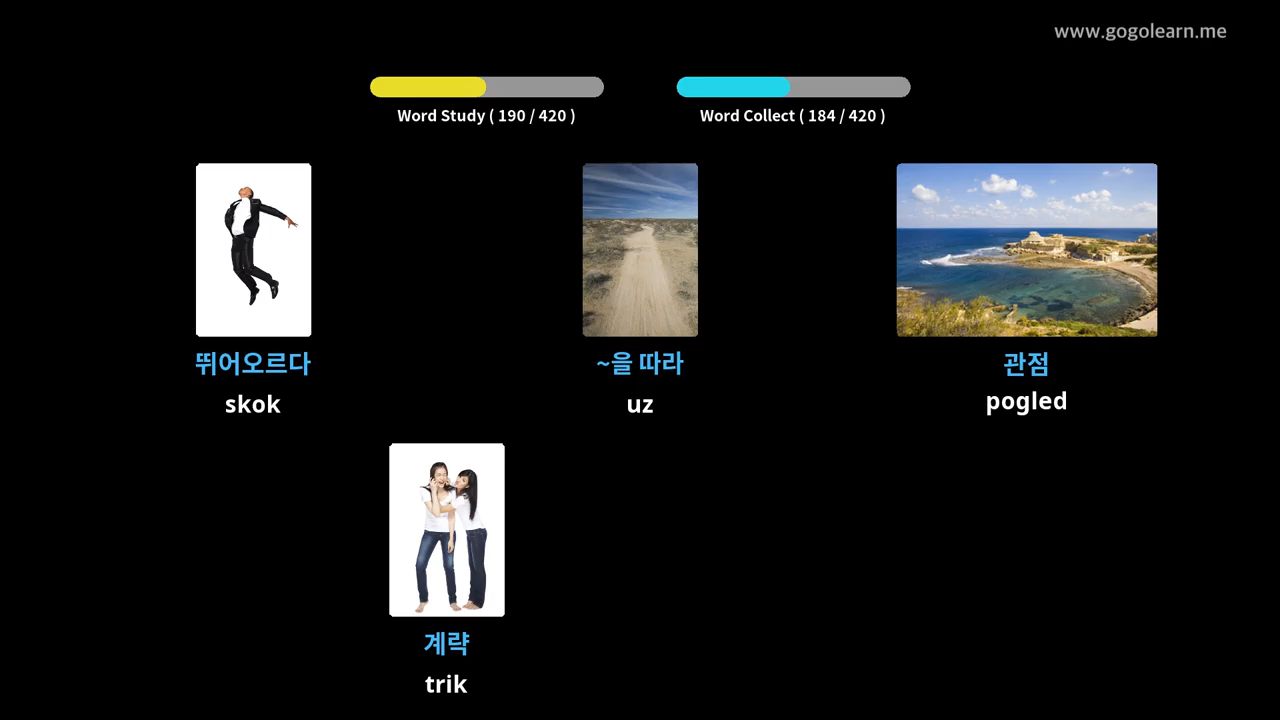 www.gogolearn.me
Word Study ( 190 / 420 )
Word Collect ( 184 / 420 )
뛰어오르다
skok
~을 따라
uz
관점
pogled
계략
trik